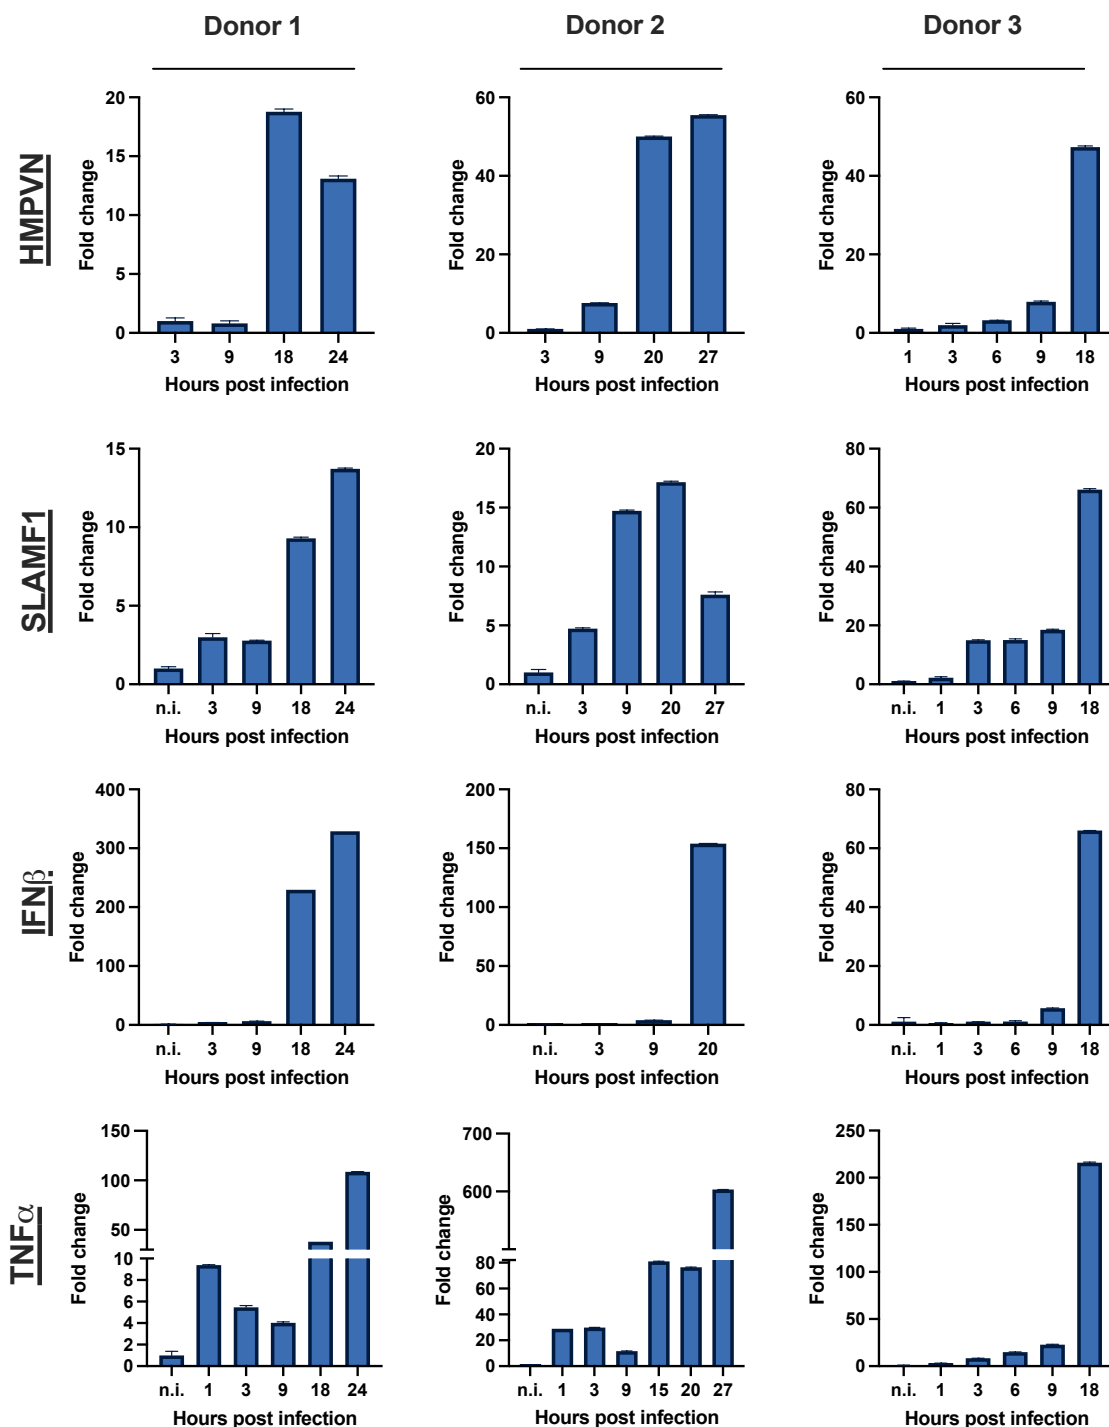 Donor 1 Donor 2 Donor 3
HMPVN
Fold change
20
15
10
5
0
3 9 18 24
Hours post infection
Fold change
60
40
20
0
3 9 20 27
Hours post infection
Fold change
60
40
20
0
1 3 6 9 18
Hours post infection
SLAMF1
Fold change
15
10
5
0
n.i. 3 9 18 24
Hours post infection
Fold change
20
15
10
5
0
n.i. 3 9 20 27
Hours post infection
Fold change
80
60
40
20
0
n.i. 1 3 6 9 18
Hours post infection
IFNβ
Fold change
400
300
200
100
0
n.i. 3 9 18 24
Hours post infection
Fold change
200
150
100
50
0
n.i. 3 9 20
Hours post infection
Fold change
80
60
40
20
0
n.i. 1 3 6 9 18
Hours post infection
TNFα
Fold change
150
100
50
10
8
6
4
2
0
n.i. 1 3 9 18 24
Hours post infection
Fold change
700
600
80
60
40
20
0
n.i. 1 3 9 15 20 27
Hours post infection
Fold change
250
200
150
100
50
0
n.i. 1 3 6 9 18
Hours post infection